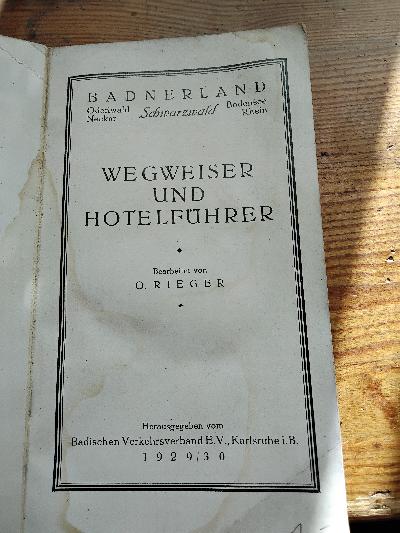 BADNERLAND
Odenwald Schwarzwald Bodensee
Neckar Rhein
WEGWEISER
UND
HOTELFÜHRER
Bearbeitet von
O. RIEGER
Herausgegeben vom
Badischen Verkehrsverband E.V., Karlsruhe i. B.
1929/30